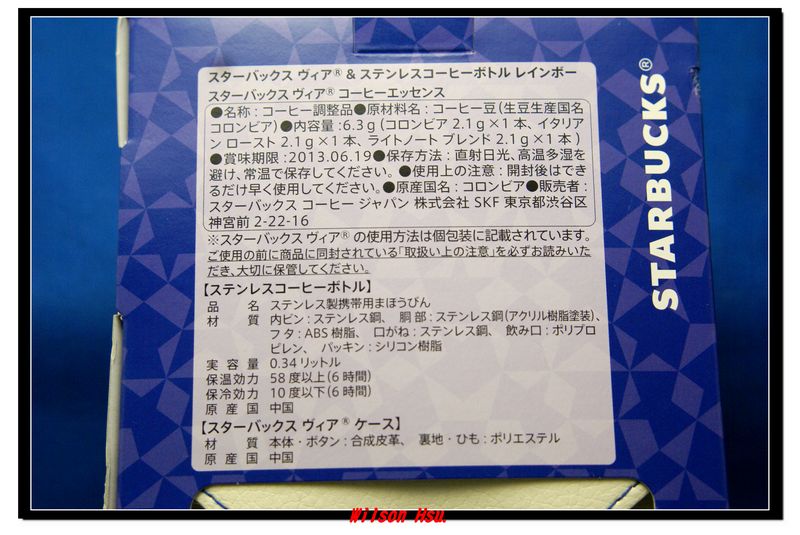 スターバックス ヴィア® & ステンレスコーヒーボトル レインボー
スターバックス ヴィア® コーヒーエッセンス
●名称：コーヒー調整品●原材料名：コーヒー豆（生豆生産国名
コロンビア）●内容量：6.3g（コロンビア 2.1g×1本、イタリア
ン ロースト 2.1g×1本、ライトノート ブレンド 2.1g×1本）
●賞味期限：2013.06.19●保存方法：直射日光、高温多湿を
避け、常温で保存してください。●使用上の注意：開封後はでき
るだけ早く使用してください。●原産国名：コロンビア●販売者：
スターバックス コーヒー ジャパン 株式会社 SKF 東京都渋谷区
神宮前 2-22-16
※スターバックス ヴィア® の使用方法は個包装に記載されています。
ご使用の前に商品に同封されている「取扱い上の注意」を必ずお読みいた
だき、大切に保管してください。
【ステンレスコーヒーボトル】
品　　名 ステンレス製携帯用まほうびん
材　　質 内ビン：ステンレス鋼、 胴部：ステンレス鋼（アクリル樹脂塗装）、
フタ：ABS 樹脂、 口がね：ステンレス鋼、 飲み口：ポリプロ
ピレン、 パッキン：シリコン樹脂
実 容 量 0.34 リットル
保温効力 58 度以上（6 時間）
保冷効力 10 度以下（6 時間）
原 産 国 中国
【スターバックス ヴィア® ケース】
材　　質 本体・ボタン：合成皮革、 裏地・ひも：ポリエステル
原 産 国 中国
STARBUCKS®
Wilson Hsu.